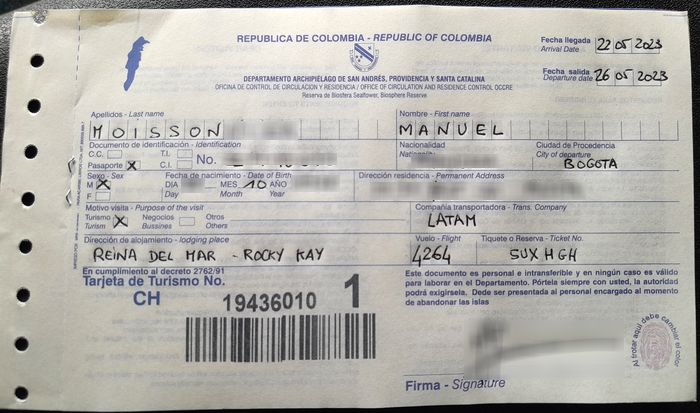 REPUBLICA DE COLOMBIA - REPUBLIC OF COLOMBIA
Fecha llegada 22 05 2023
Arrival Date
Fecha salida 26 05 2023
Departure date
DEPARTAMENTO ARCHIPIÉLAGO DE SAN ANDRÉS, PROVIDENCIA Y SANTA CATALINA
OFICINA DE CONTROL DE CIRCULACION Y RESIDENCIA / OFFICE OF CIRCULATION AND RESIDENCE CONTROL OCCRE
Reserva de Biosfera Seaflower, Biosphere Reserve
Apellidos - Last name
MOISSON
Nombre - First name
MANUEL
Documento de identificación - Identification
C.C. T.I.
Pasaporte X C.I. No.
Nacionalidad
Ciudad de Procedencia
City of departure
BOGOTA
Sexo - Sex
M X
F
Fecha de nacimiento - Date of Birth
DIA MES 10 AÑO
Day Month Year
Dirección residencia - Permanent Address
Motivo visita - Purpose of the visit
Turismo X Negocios Otros
Turism Bussines Others
Compañia transportadora - Trans. Company
LATAM
Dirección de alojamiento - lodging place
REINA DEL MAR - ROCKY KAY
Vuelo - Flight
4264
Tiquete o Reserva - Ticket No.
SUXHGH
En cumplimiento al decreto 2762/91
Tarjeta de Turismo No.
CH 19436010 1
Este documento es personal e intransferible y en ningún caso es válido
para laborar en el Departamento. Pórtela siempre con usted, la autoridad
podrá exigirsela. Dede ser presentada al personal encargado al momento
de abandonar las islas
Al frotar aquí debe cambiar el color
Firma - Signature